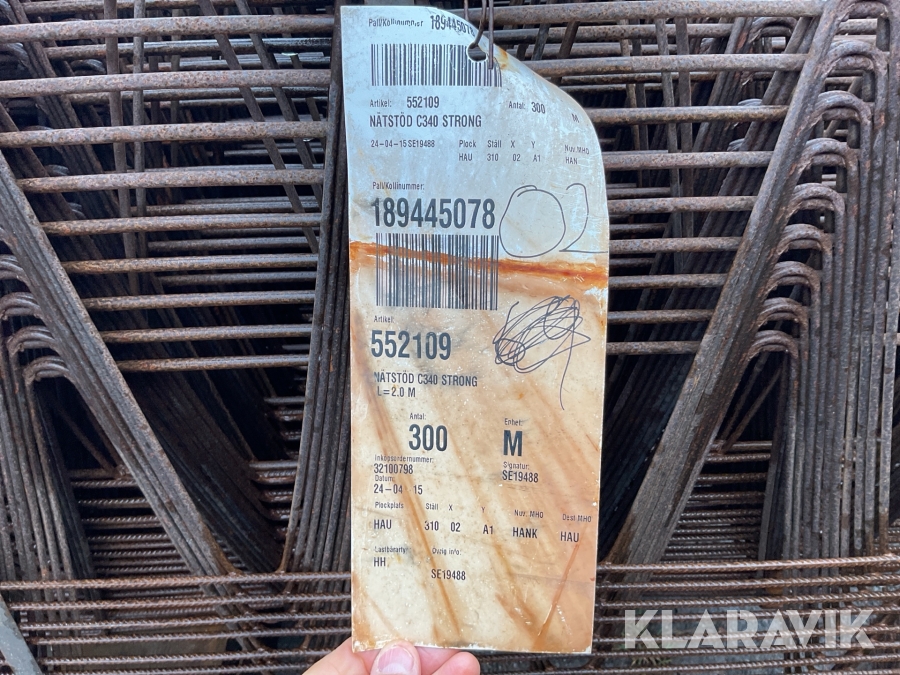 Pall/Kollinummer 189445078
Artikel: 552109 Antal: 300
NÄTSTÖD C340 STRONG M
24-04-15 SE19488 Plock Ställ X Y Nuv.MHO
HAU 310 02 A1 HAN
Pall/Kollinummer:
189445078
02
Artikel:
552109
NÄTSTÖD C340 STRONG
L=2.0 M
Antal: Enhet:
300 M
Inköpsordernummer: Signatur:
32100798 SE19488
Datum:
24-04 15
Plockplats Ställ X Y Nuv. MHO Dest.MHO
HAU 310 02 A1 HANK HAU
Lastbärarty: Övrig info:
HH. SE19488
KLARAVIK